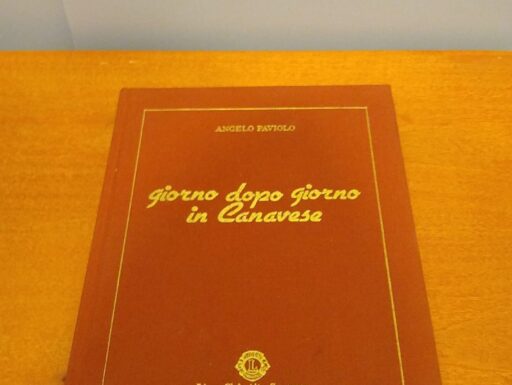 ANGELO PAVIOLO
giorno dopo giorno
in Canavese